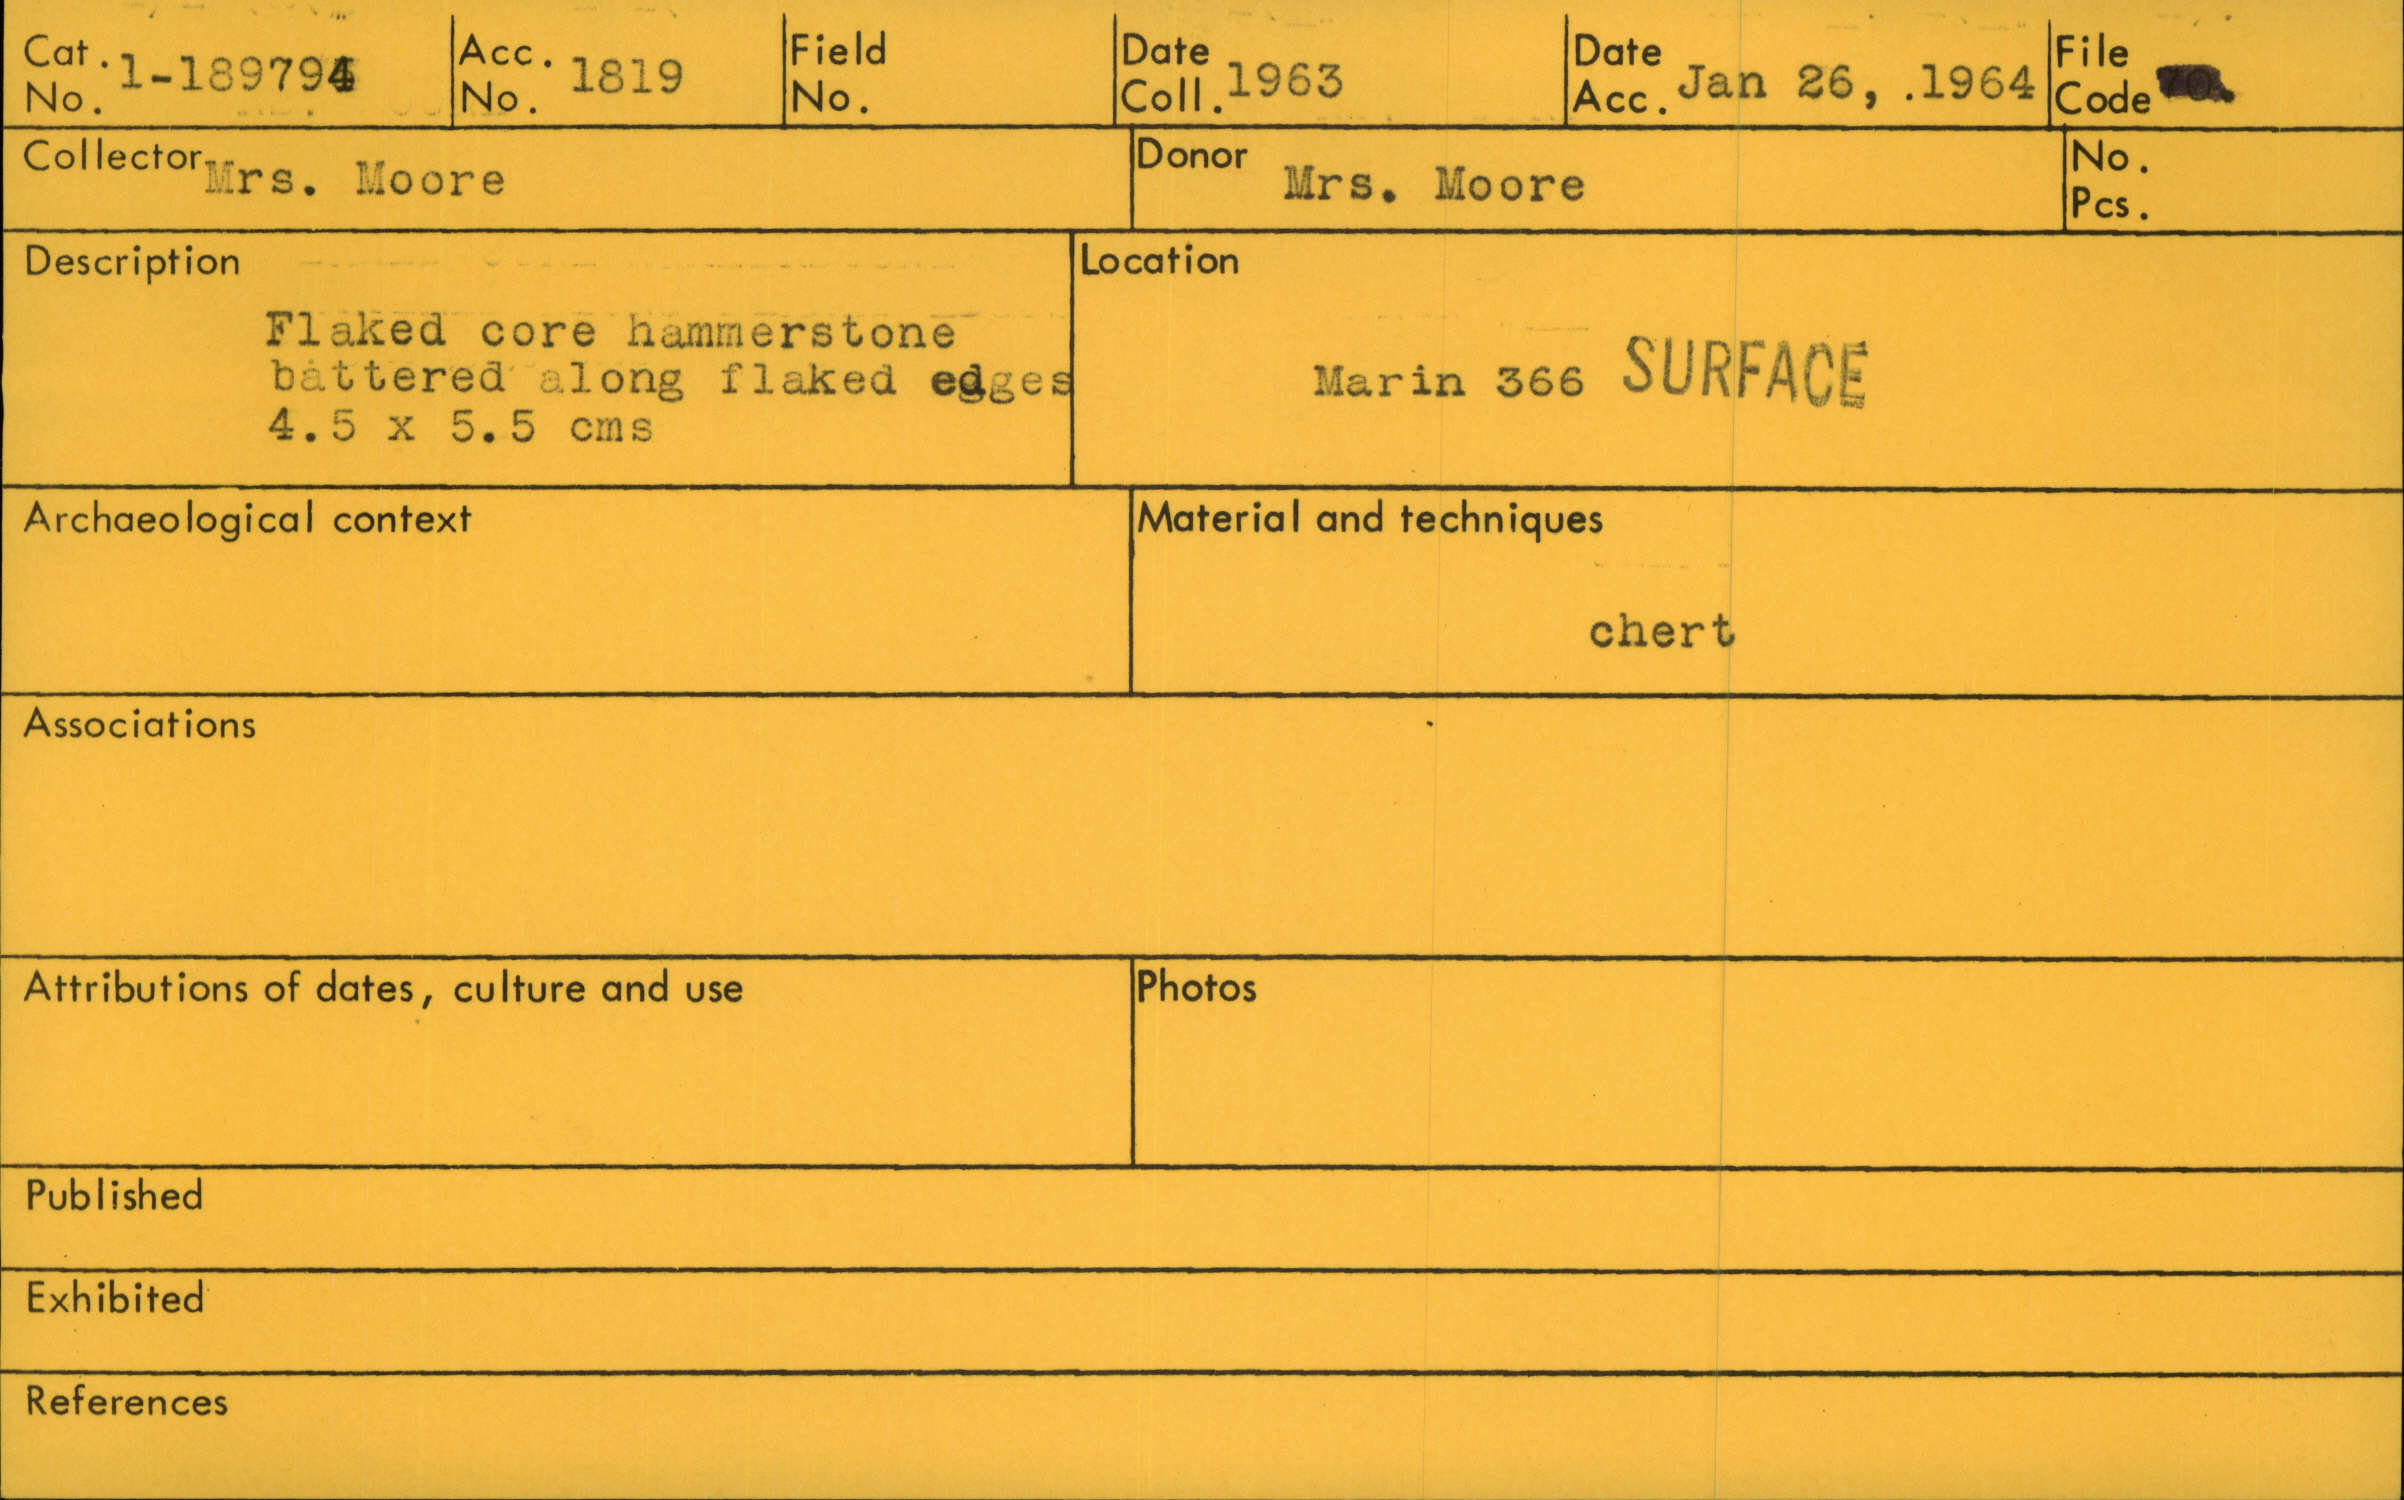 Cat. No. 1-189794
Acc. No. 1819
Field No.
Date Coll. 1963
Date Acc. Jan 26, .1964
File Code
Collector Mrs. Moore
Donor Mrs. Moore
No. Pcs.
Description
Flaked core hammerstone
battered along flaked edges
4.5 x 5.5 cms
Location
Marin 366 SURFACE
Archaeological context
Material and techniques
chert
Associations
Attributions of dates, culture and use
Photos
Published
Exhibited
References